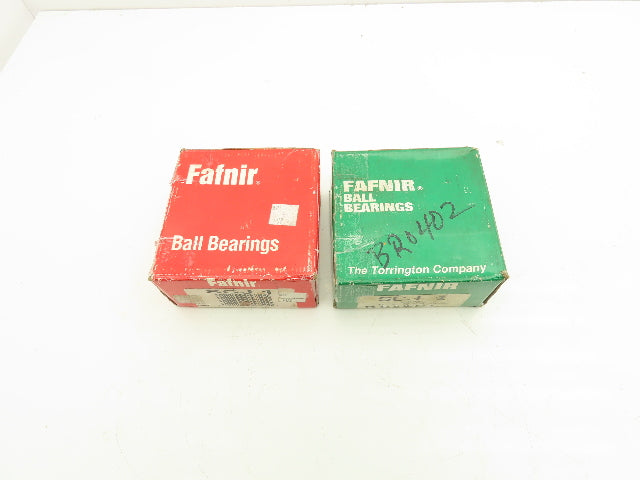 Fafnir®
Ball Bearings
Fafnir
FAFNIR®
BALL
BEARINGS
BR0402
The Torrington Company
FAFNIR